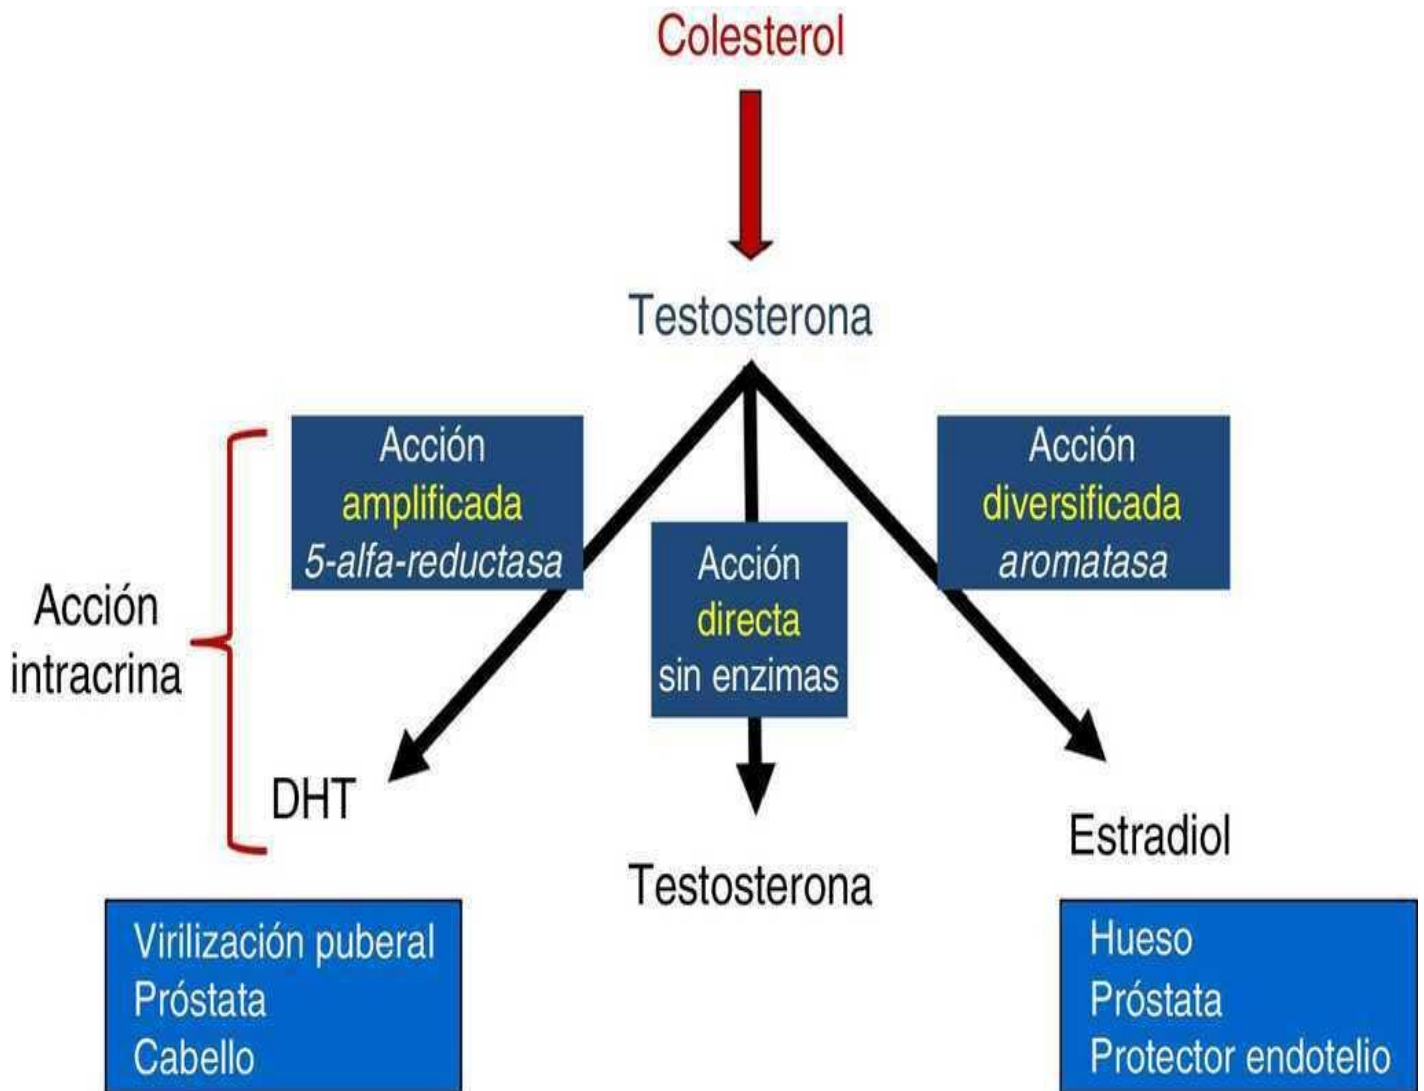 Colesterol
Testosterona
Acción
amplificada
5-alfa-reductasa
Acción
directa
sin enzimas
Acción
diversificada
aromatasa
Acción
intracrina
DHT
Testosterona
Estradiol
Virilización puberal
Próstata
Cabello
Hueso
Próstata
Protector endotelio